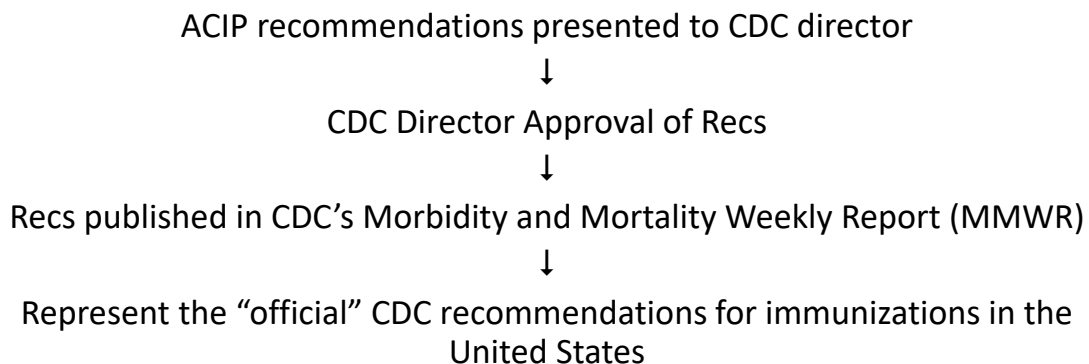 ACIP recommendations presented to CDC director
↓
CDC Director Approval of Recs
↓
Recs published in CDC’s Morbidity and Mortality Weekly Report (MMWR)
↓
Represent the “official” CDC recommendations for immunizations in the
United States